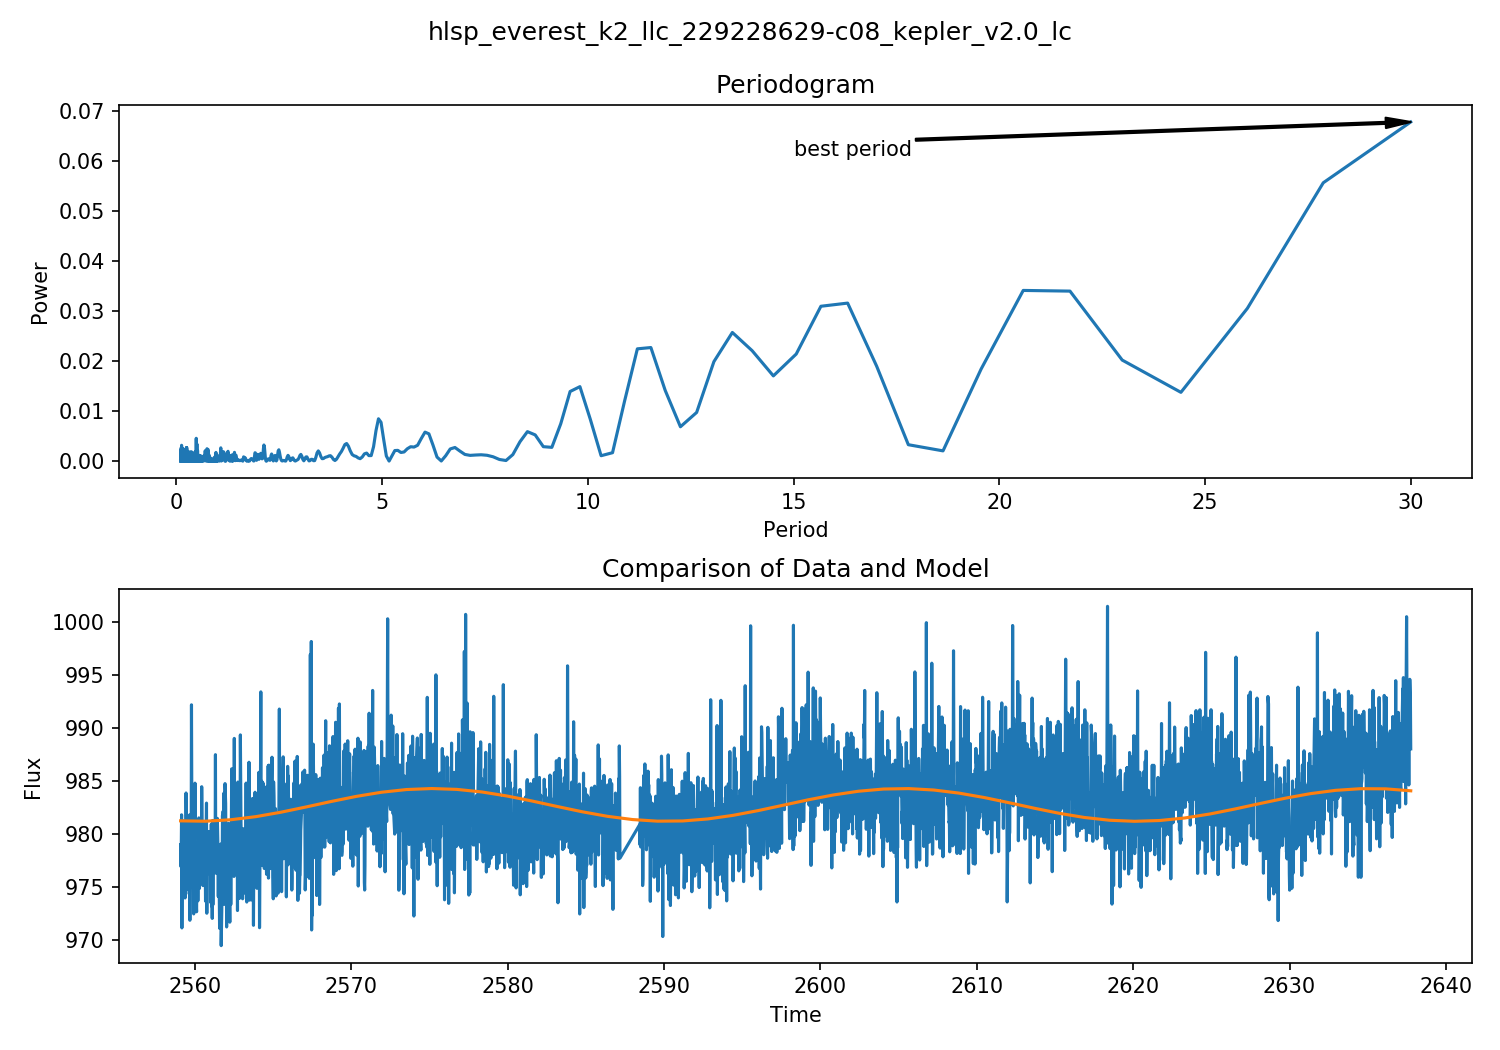 hlsp_everest_k2_llc_229228629-c08_kepler_v2.0_lc
Periodogram
0.07
0.06
0.05
0.04
0.03
0.02
0.01
0.00
Power
best period
0 5 10 15 20 25 30
Period
Comparison of Data and Model
1000
995
990
985
980
975
970
Flux
2560 2570 2580 2590 2600 2610 2620 2630 2640
Time